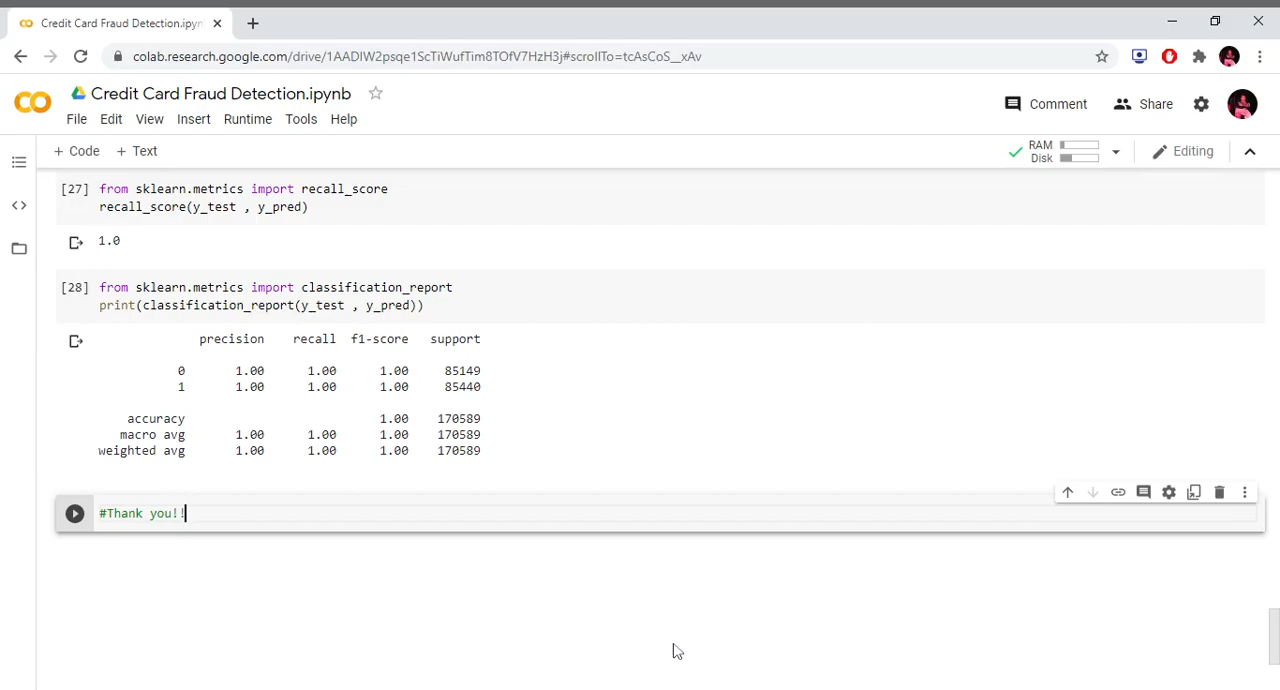 Credit Card Fraud Detection.ipyn
colab.research.google.com/drive/1AADIW2psqe1ScTiWufTim8TOfV7HzH3j#scrollTo=tcAsCoS_xAv
Credit Card Fraud Detection.ipynb
Comment Share
File Edit View Insert Runtime Tools Help
+ Code + Text
RAM
Disk
Editing
[27] from sklearn.metrics import recall_score
recall_score(y_test , y_pred)
1.0
[28] from sklearn.metrics import classification_report
print(classification_report(y_test , y_pred))
precision recall f1-score support
0 1.00 1.00 1.00 85149
1 1.00 1.00 1.00 85440
accuracy 1.00 170589
macro avg 1.00 1.00 1.00 170589
weighted avg 1.00 1.00 1.00 170589
#Thank you!!